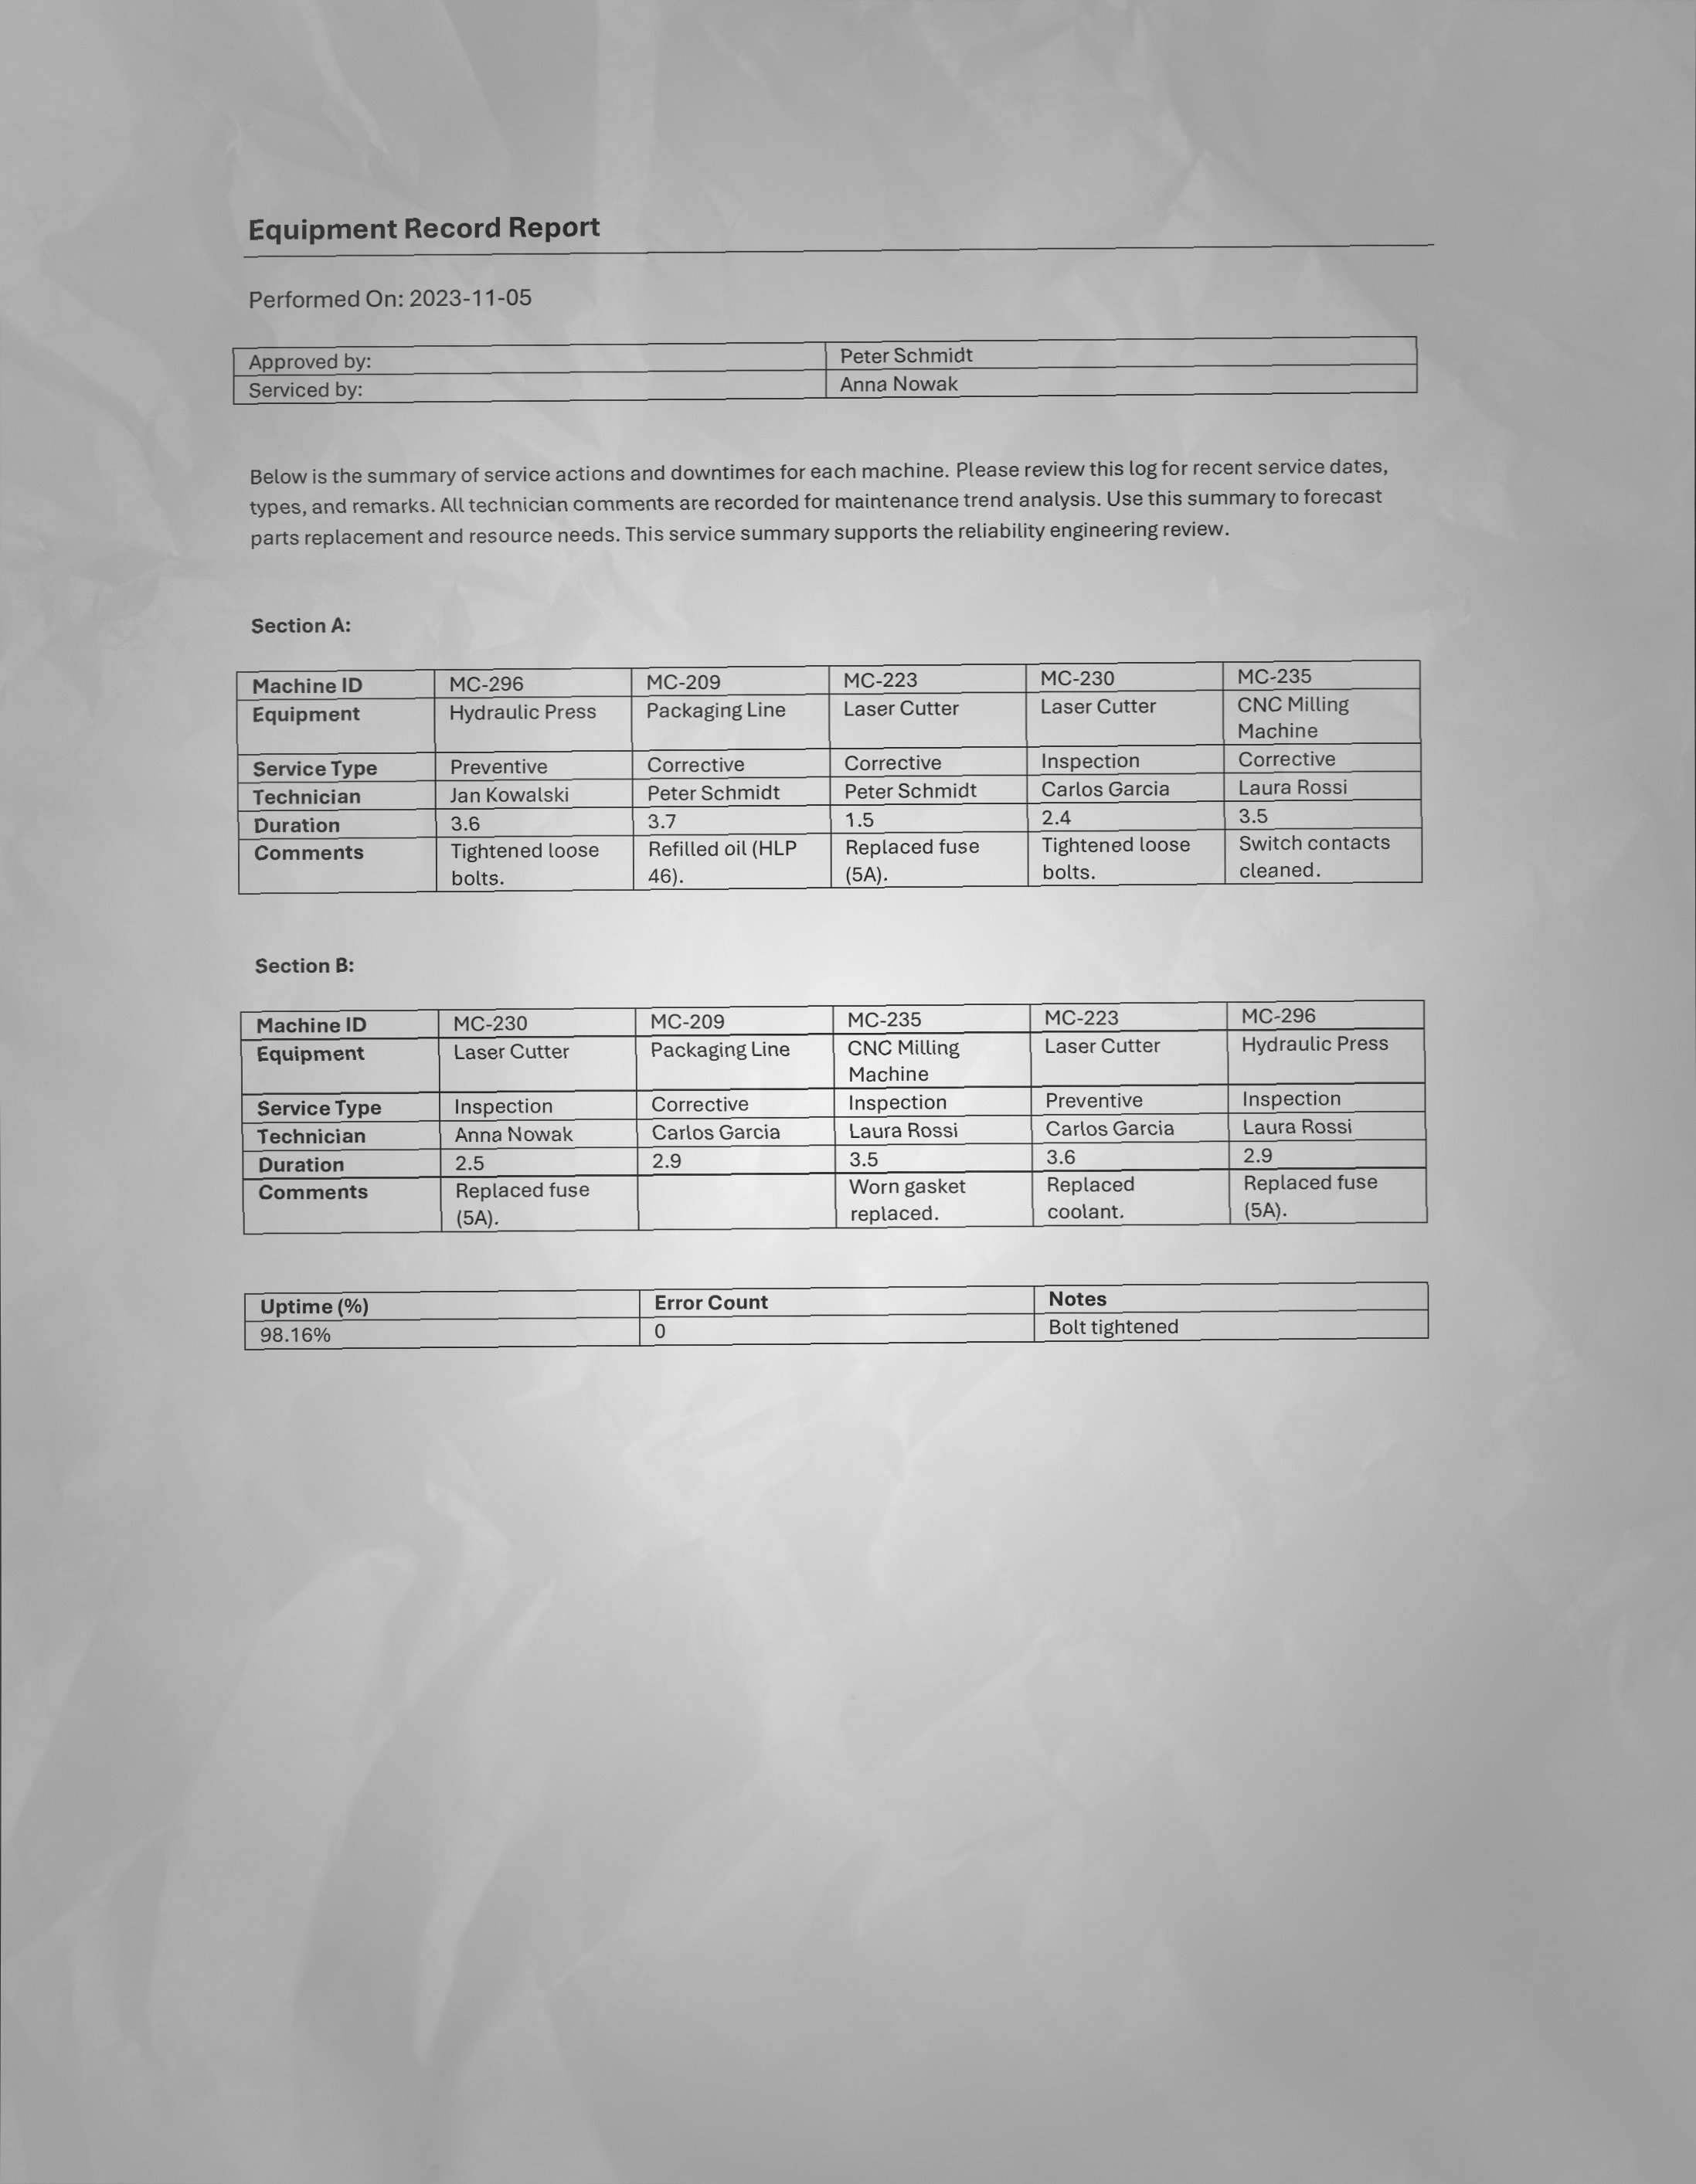 Equipment Record Report
Performed On: 2023-11-05
Approved by: Peter Schmidt
Serviced by: Anna Nowak
Below is the summary of service actions and downtimes for each machine. Please review this log for recent service dates,
types, and remarks. All technician comments are recorded for maintenance trend analysis. Use this summary to forecast
parts replacement and resource needs. This service summary supports the reliability engineering review.
Section A:
Machine ID MC-296 MC-209 MC-223 MC-230 MC-235
Equipment Hydraulic Press Packaging Line Laser Cutter Laser Cutter CNC Milling
Machine
Service Type Preventive Corrective Corrective Inspection Corrective
Technician Jan Kowalski Peter Schmidt Peter Schmidt Carlos Garcia Laura Rossi
Duration 3.6 3.7 1.5 2.4 3.5
Comments Tightened loose Refilled oil (HLP Replaced fuse Tightened loose Switch contacts
bolts. 46). (5A). bolts. cleaned.
Section B:
Machine ID MC-230 MC-209 MC-235 MC-223 MC-296
Equipment Laser Cutter Packaging Line CNC Milling Laser Cutter Hydraulic Press
Machine
Service Type Inspection Corrective Inspection Preventive Inspection
Technician Anna Nowak Carlos Garcia Laura Rossi Carlos Garcia Laura Rossi
Duration 2.5 2.9 3.5 3.6 2.9
Comments Replaced fuse Worn gasket Replaced Replaced fuse
(5A). replaced. coolant. (5A).
Uptime (%) Error Count Notes
98.16% 0 Bolt tightened